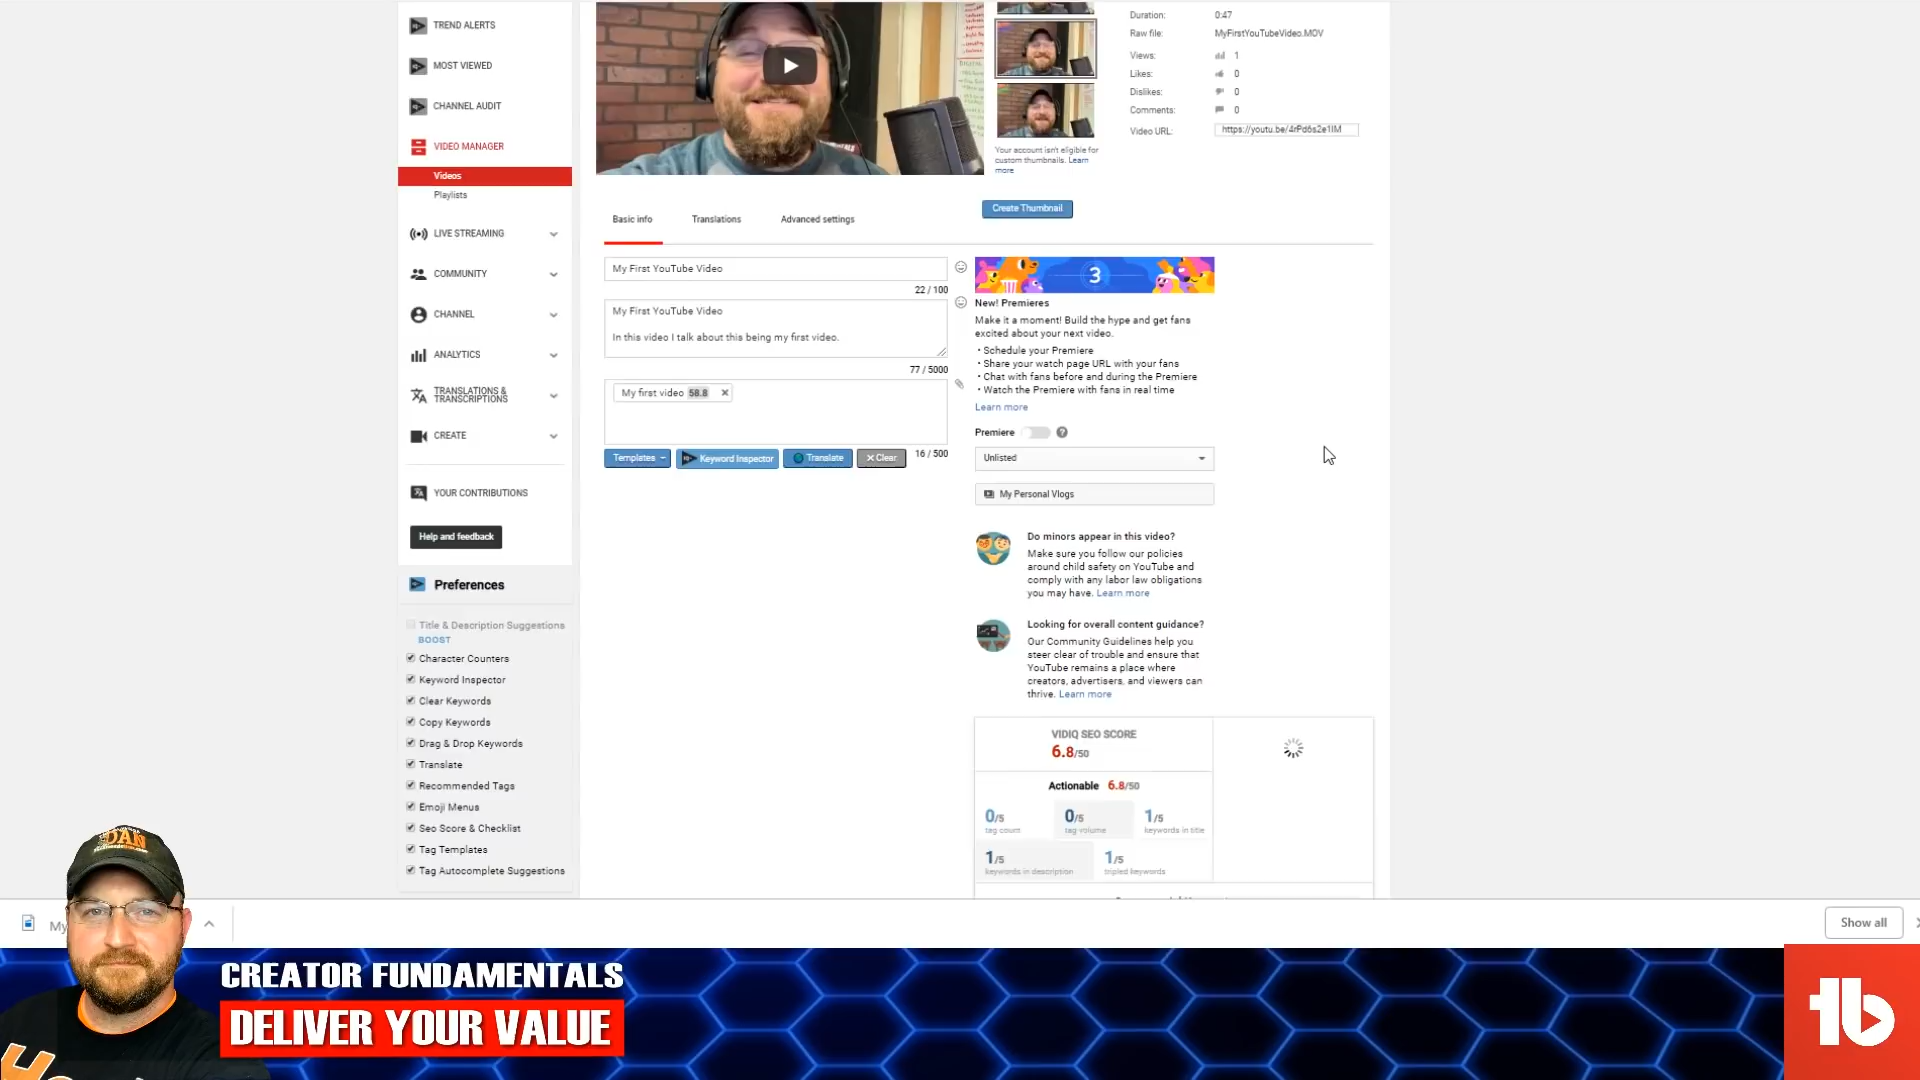 TREND ALERTS
MOST VIEWED
CHANNEL AUDIT
VIDEO MANAGER
Videos
Playlists
LIVE STREAMING
COMMUNITY
CHANNEL
ANALYTICS
TRANSLATIONS &
TRANSCRIPTIONS
CREATE
YOUR CONTRIBUTIONS
Help and feedback
Preferences
Title & Description Suggestions
BOOST
Character Counters
Keyword Inspector
Clear Keywords
Copy Keywords
Drag & Drop Keywords
Translate
Recommended Tags
Emoji Menus
Seo Score & Checklist
Tag Templates
Tag Autocomplete Suggestions
Your account isn't eligible for
custom thumbnails. Learn
more
Duration: 0:47
Raw file: MyFirstYouTubeVideo.MOV
Views: 1
Likes: 0
Dislikes: 0
Comments: 0
Video URL: https://youtu.be/4rPd6s2e1IM
Create Thumbnail
Basic info Translations Advanced settings
My First YouTube Video
22 / 100
My First YouTube Video
In this video I talk about this being my first video.
77 / 5000
My first video 58.8 ×
16 / 500
Templates Keyword Inspector Translate × Clear
3
New! Premieres
Make it a moment! Build the hype and get fans
excited about your next video.
• Schedule your Premiere
• Share your watch page URL with your fans
• Chat with fans before and during the Premiere
• Watch the Premiere with fans in real time
Learn more
Premiere ?
Unlisted
My Personal Vlogs
Do minors appear in this video?
Make sure you follow our policies
around child safety on YouTube and
comply with any labor law obligations
you may have. Learn more
Looking for overall content guidance?
Our Community Guidelines help you
steer clear of trouble and ensure that
YouTube remains a place where
creators, advertisers, and viewers can
thrive. Learn more
VIDIQ SEO SCORE
6.8/50
Actionable 6.8/50
0/5 0/5 1/5
tag count tag volume keywords in title
1/5 1/5
keywords in description tripled keywords
My
Show all
DAN
CREATOR FUNDAMENTALS
DELIVER YOUR VALUE
tb